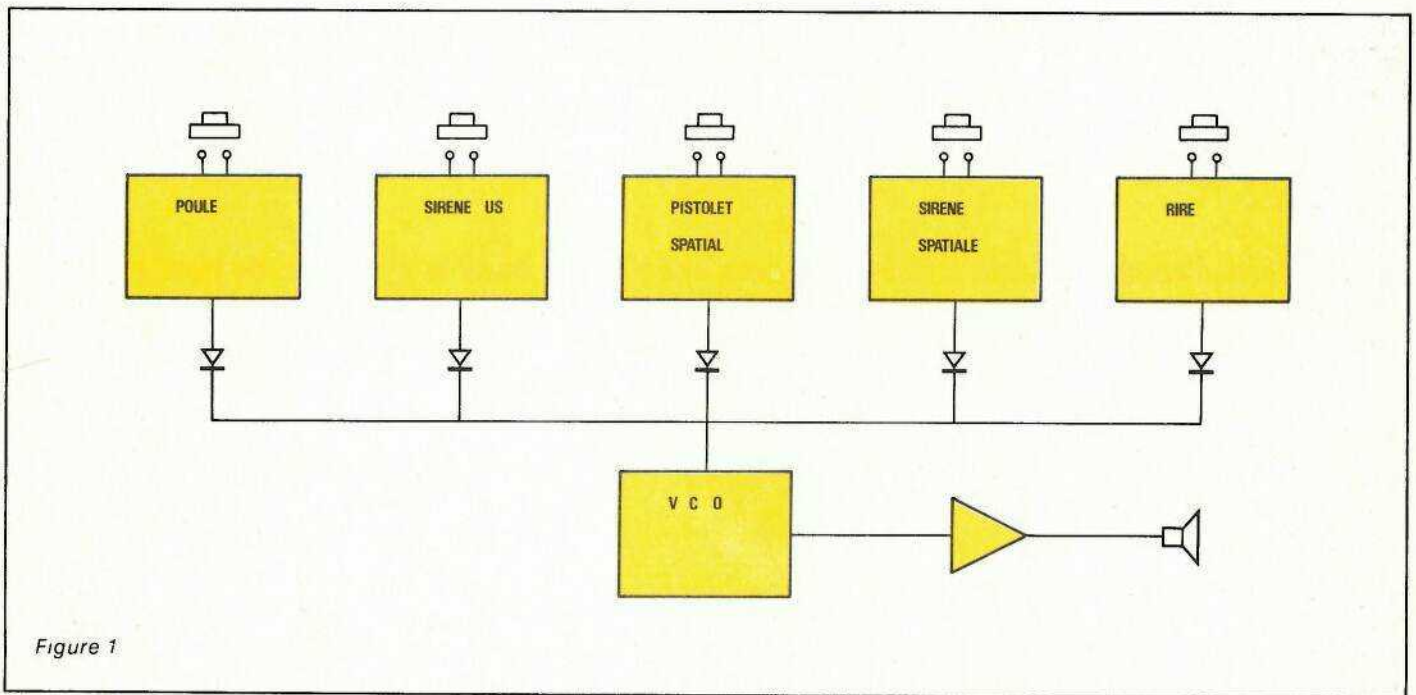 POULE
SIRENE US
PISTOLET
SPATIAL
SIRENE
SPATIALE
RIRE
V C O
Figure 1